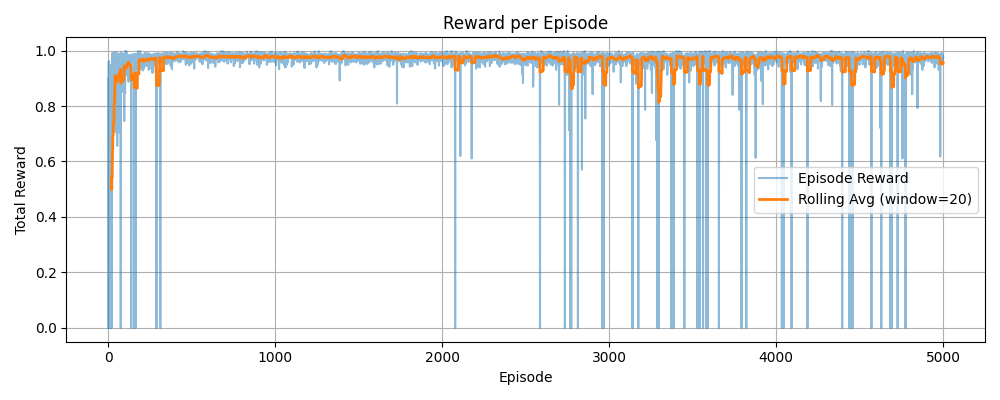 Reward per Episode
1.0
0.8
0.6
0.4
0.2
0.0
Total Reward
Episode Reward
Rolling Avg (window=20)
0 1000 2000 3000 4000 5000
Episode